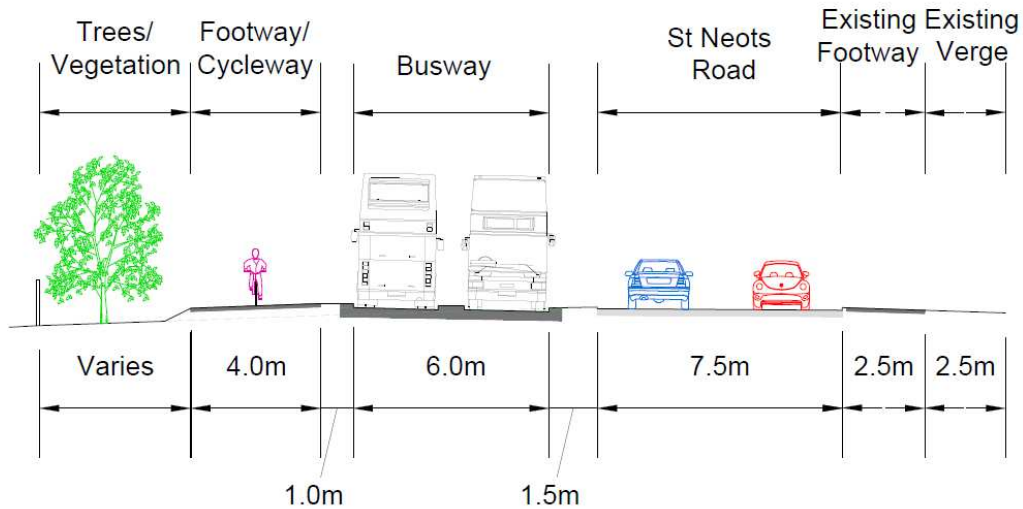 Trees/
Vegetation
Footway/
Cycleway
Busway
St Neots
Road
Existing
Footway
Existing
Verge
Varies
4.0m
6.0m
7.5m
2.5m
2.5m
1.0m
1.5m